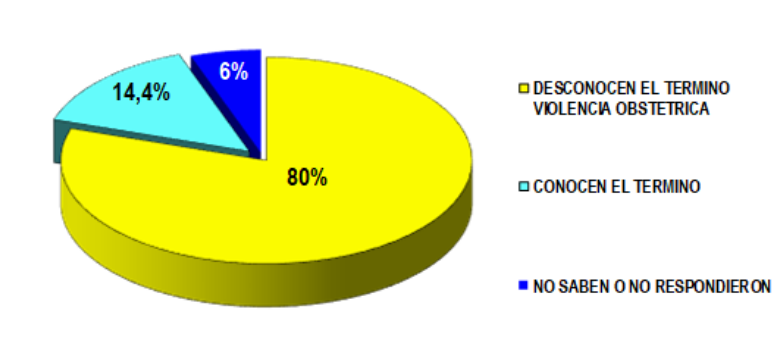 6%
14,4%
80%
DESCONOCEN EL TERMINO
VIOLENCIA OBSTETRICA
CONOCEN EL TERMINO
NO SABEN O NO RESPONDIERON